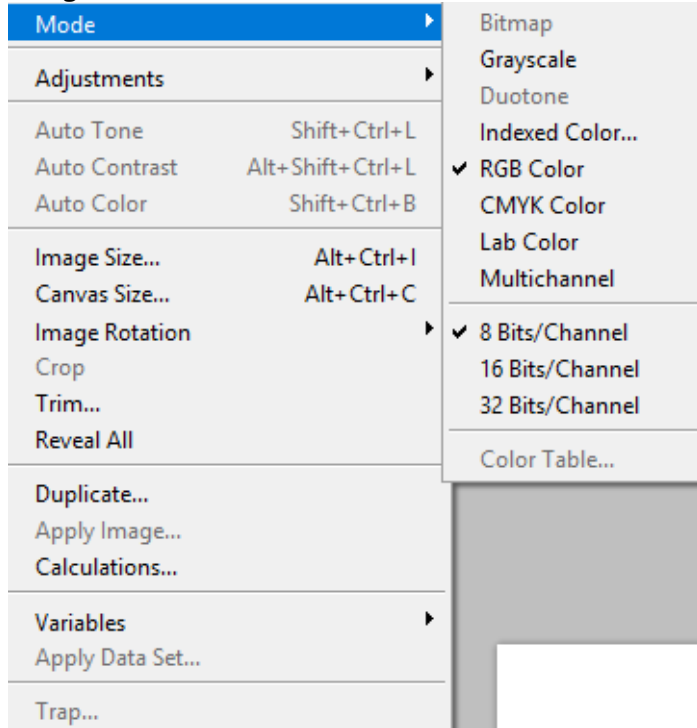 Mode
Adjustments
Auto Tone Shift+Ctrl+L
Auto Contrast Alt+Shift+Ctrl+L
Auto Color Shift+Ctrl+B
Image Size... Alt+Ctrl+I
Canvas Size... Alt+Ctrl+C
Image Rotation
Crop
Trim...
Reveal All
Duplicate...
Apply Image...
Calculations...
Variables
Apply Data Set...
Trap...
Bitmap
Grayscale
Duotone
Indexed Color...
RGB Color
CMYK Color
Lab Color
Multichannel
8 Bits/Channel
16 Bits/Channel
32 Bits/Channel
Color Table...